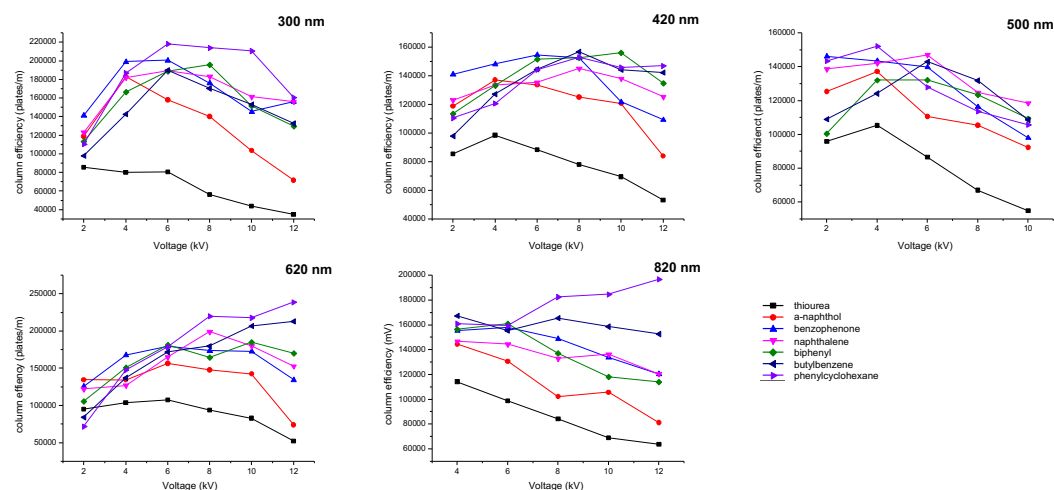 300 nm
220000
200000
180000
160000
140000
120000
100000
80000
60000
40000
column efficiency (plates/m)
2 4 6 8 10 12
Voltage (kV)
420 nm
160000
140000
120000
100000
80000
60000
40000
column efficiency (plates/m)
2 4 6 8 10 12
Voltage (kV)
500 nm
160000
140000
120000
100000
80000
60000
column efficienct (plates/m)
2 4 6 8 10
Voltage (kV)
620 nm
250000
200000
150000
100000
50000
column effiency (plates/m)
2 4 6 8 10 12
Voltage (kV)
820 nm
200000
180000
160000
140000
120000
100000
80000
60000
column efficiency (mV)
4 6 8 10 12
Voltage (kV)
thiourea
a-naphthol
benzophenone
naphthalene
biphenyl
butylbenzene
phenylcyclohexane